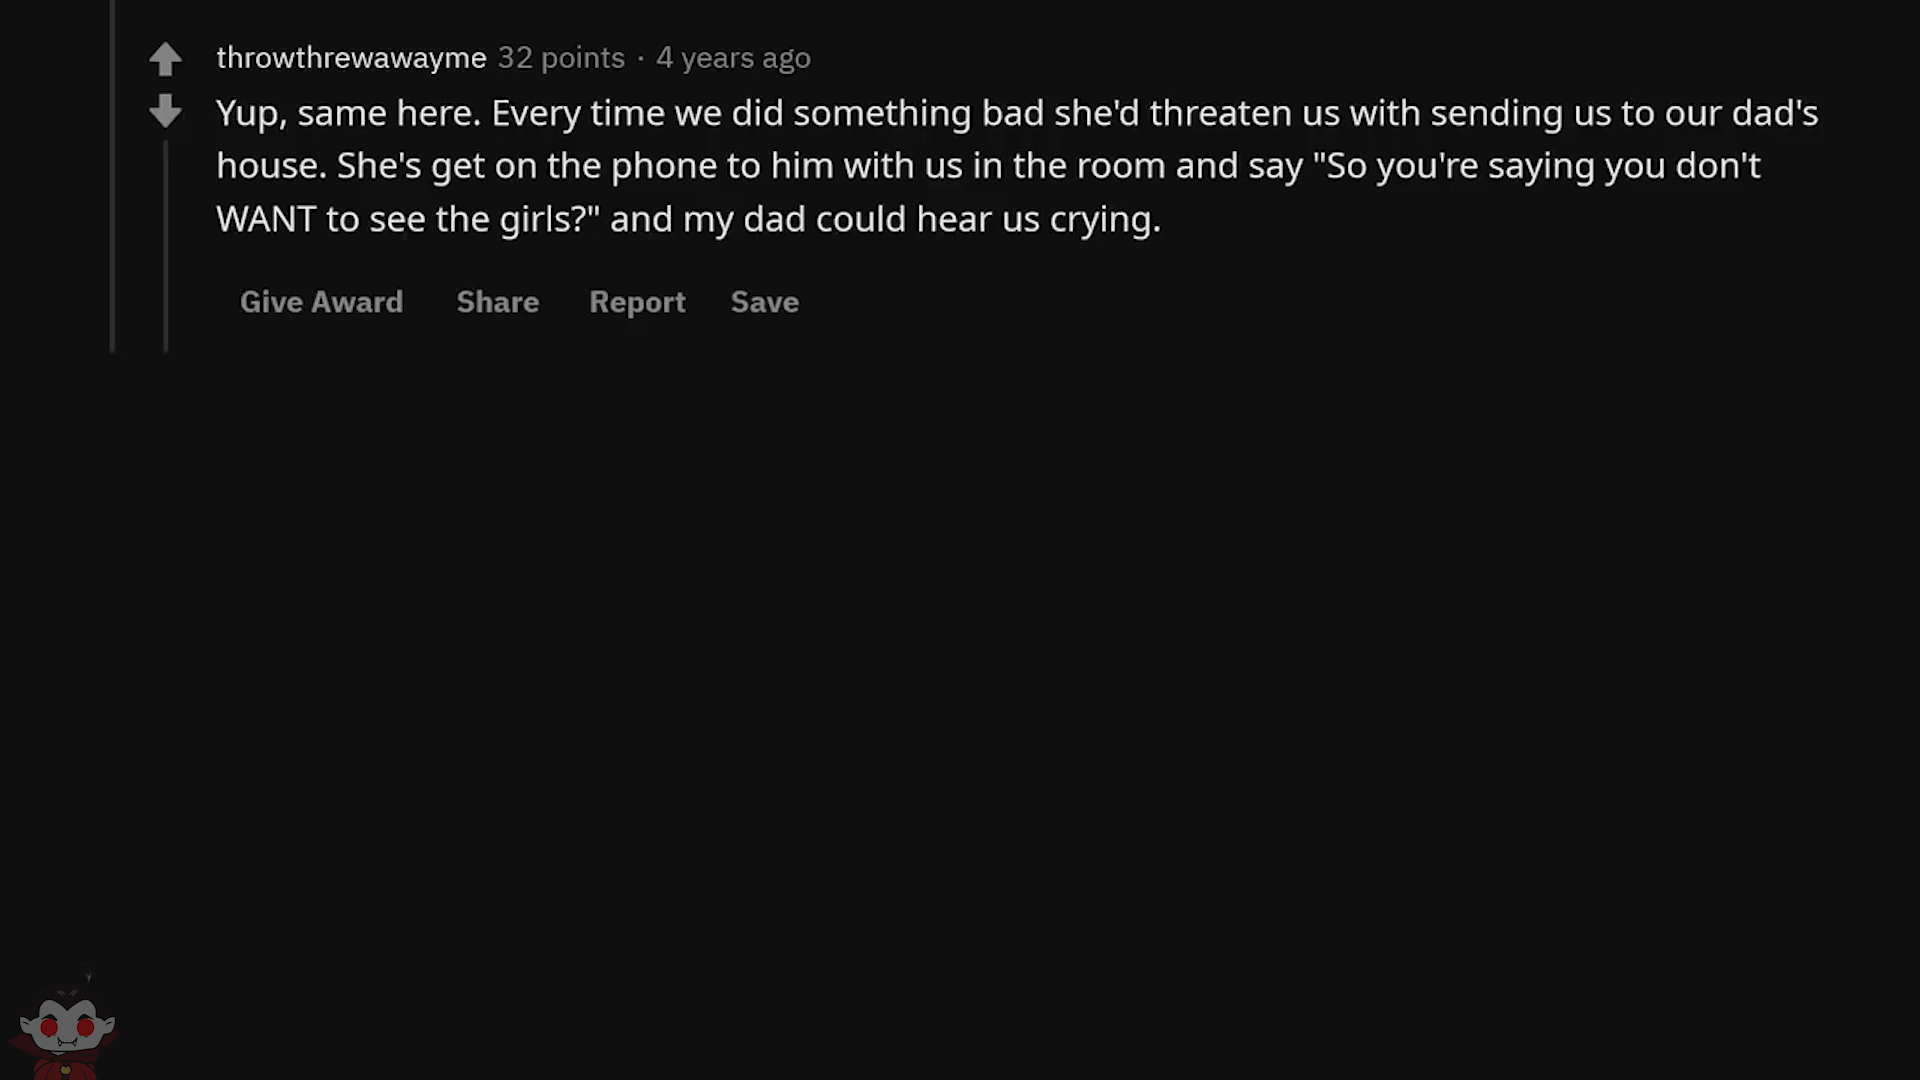 throwthrewawayme 32 points · 4 years ago
Yup, same here. Every time we did something bad she'd threaten us with sending us to our dad's
house. She's get on the phone to him with us in the room and say "So you're saying you don't
WANT to see the girls?" and my dad could hear us crying.
Give Award Share Report Save